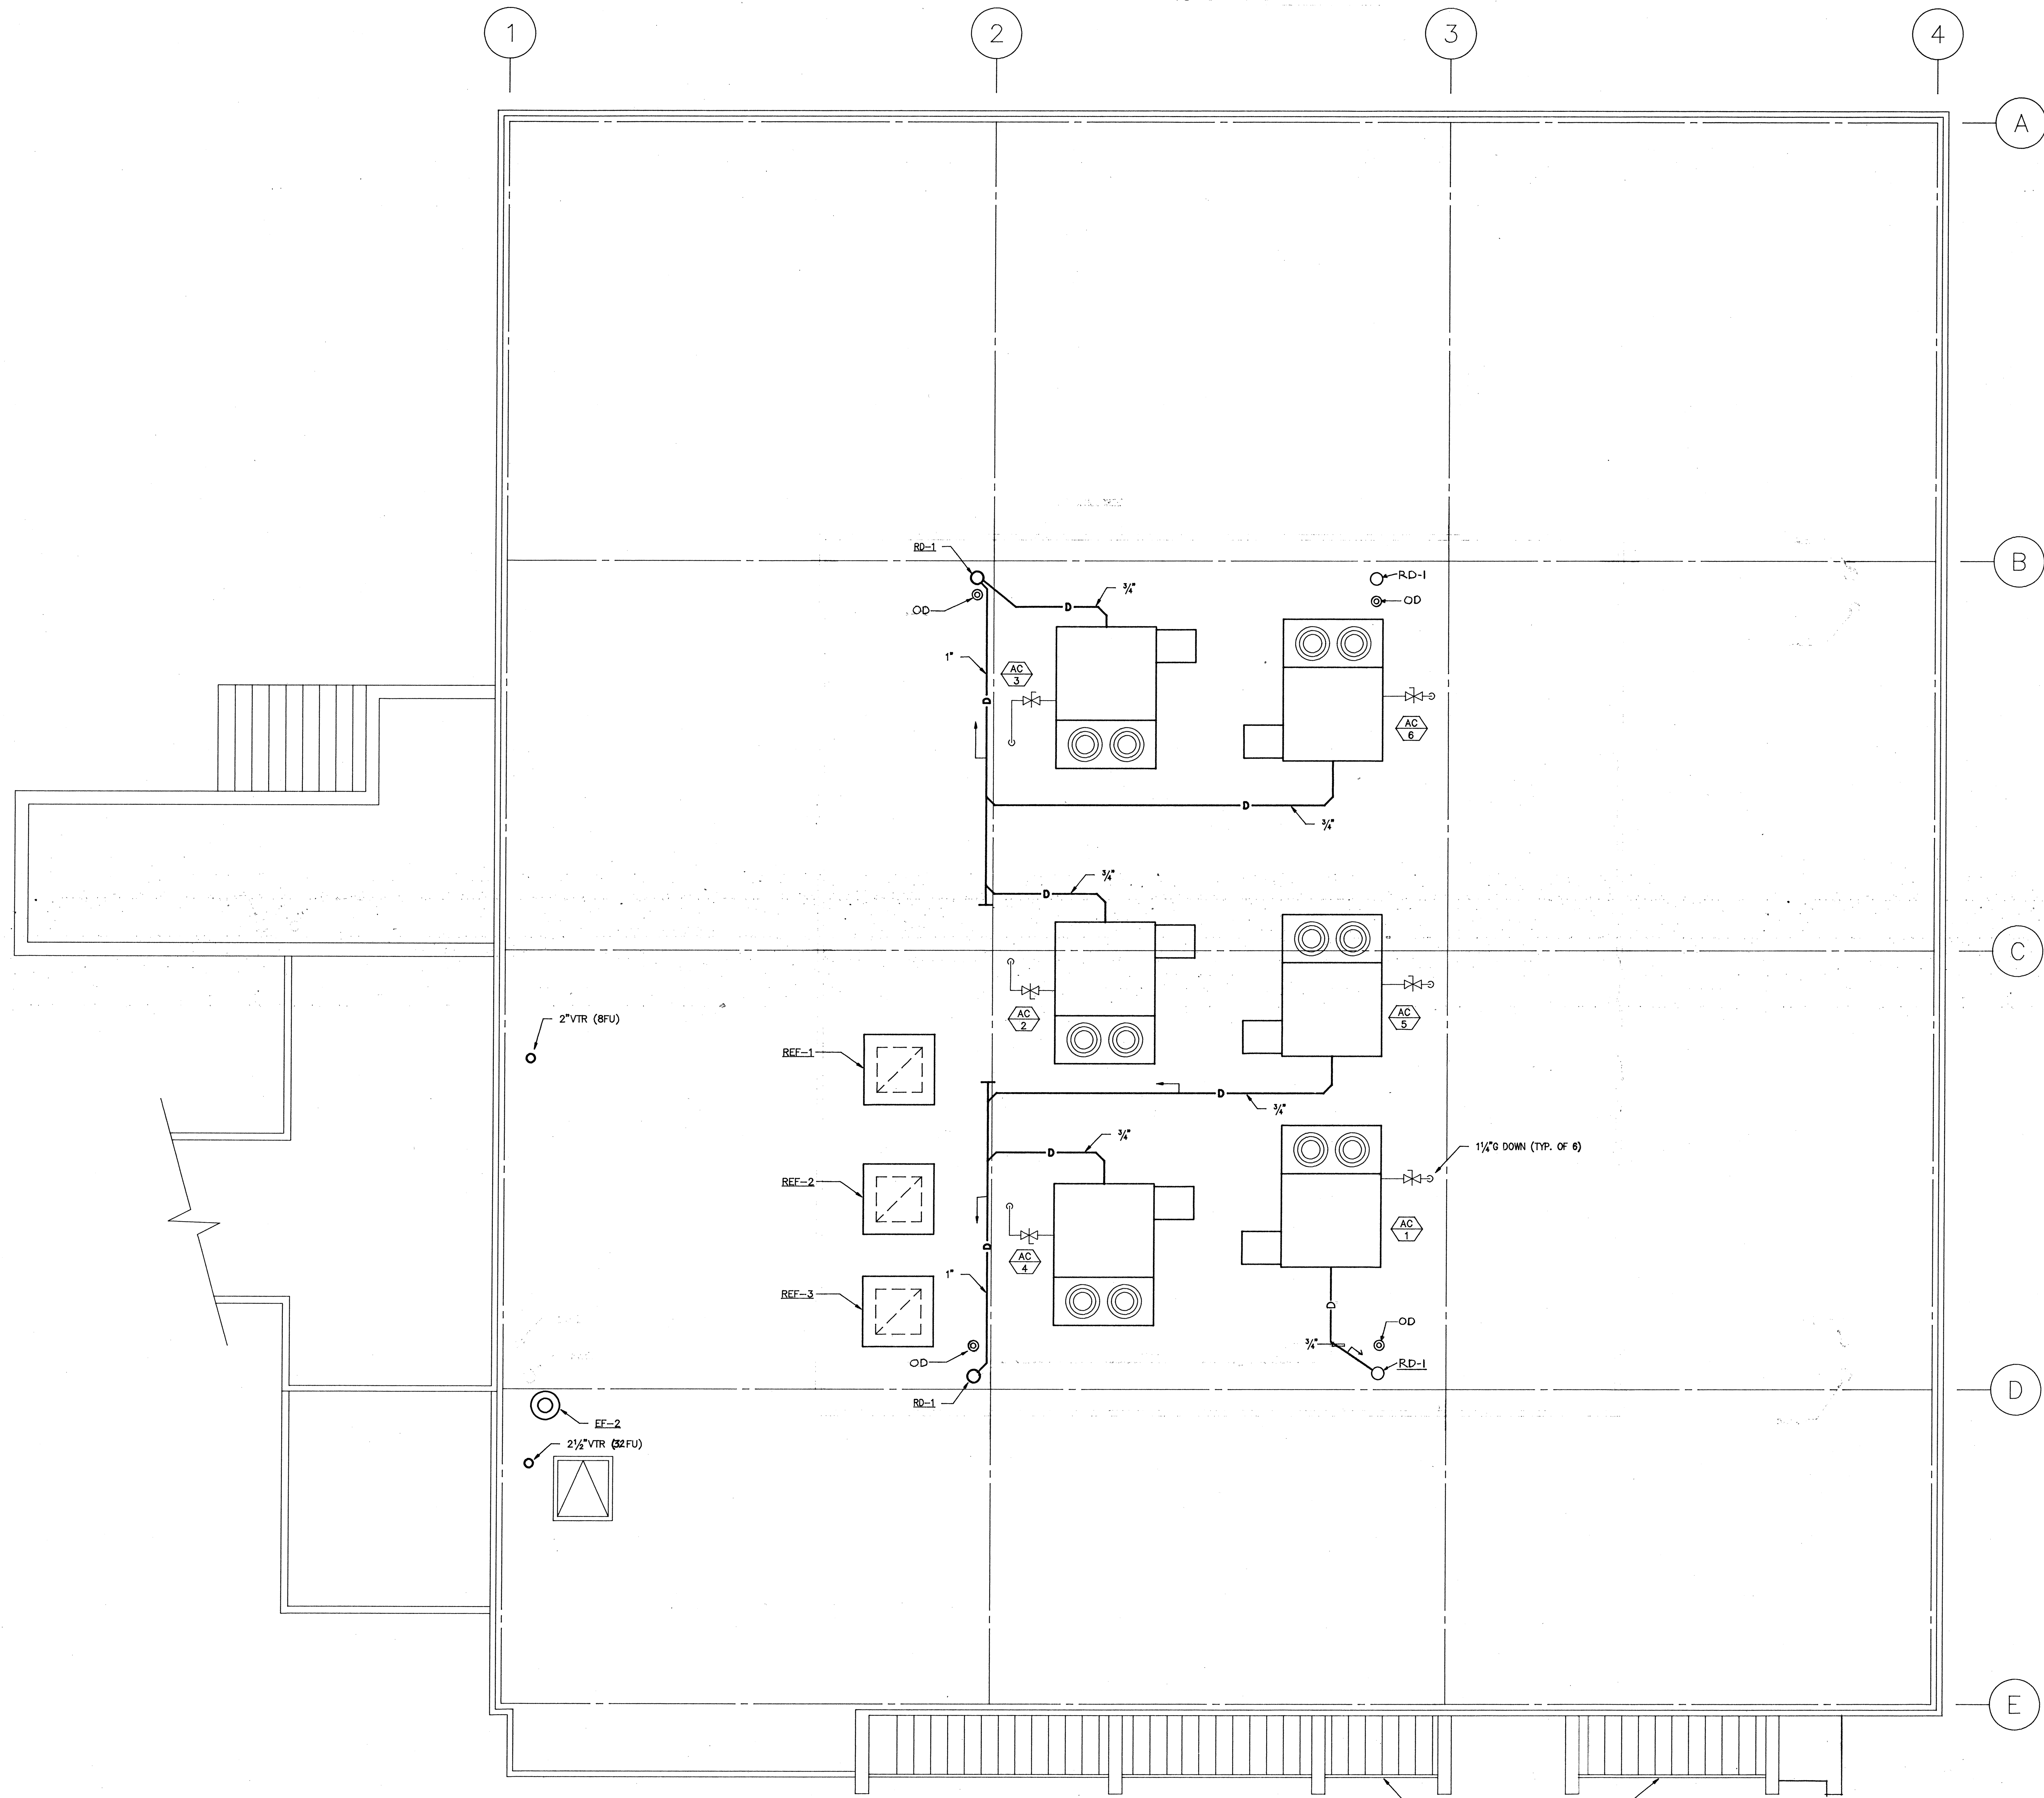 1
2
3
4
A
RD-1
B
RD-1
3/4"
D
OD
OD
1"
AC
3
D
AC
6
D
3/4"
3/4"
D
C
2"VTR (8FU)
REF-1
AC
2
AC
5
D
3/4"
3/4"
D
1 1/4"G DOWN (TYP. OF 6)
REF-2
AC
1
D
AC
4
REF-3
1"
D
OD
3/4"
OD
RD-1
D
RD-1
EF-2
2 1/2"VTR (32FU)
E